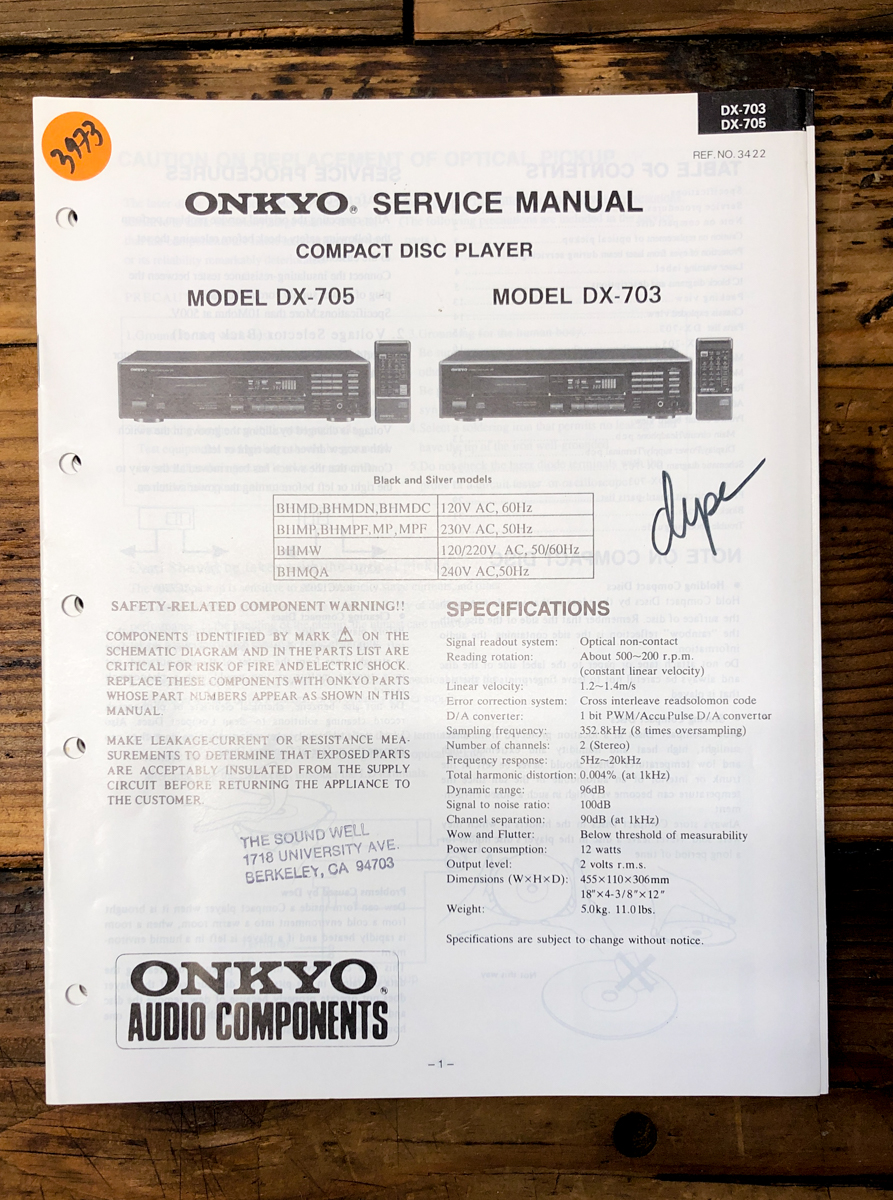 3973
DX-703
DX-705
REF. NO. 3422
ONKYO® SERVICE MANUAL
COMPACT DISC PLAYER
MODEL DX-705
MODEL DX-703
ONKYO
ONKYO
Black and Silver models
BHMD, BHMDN, BHMDC 120V AC, 60Hz
BHMP, BHMPF, MP, MPF 230V AC, 50Hz
BHMW 120/220V AC, 50/60Hz
BHMQA 240V AC, 50Hz
SAFETY-RELATED COMPONENT WARNING!!
COMPONENTS IDENTIFIED BY MARK ⚠ ON THE
SCHEMATIC DIAGRAM AND IN THE PARTS LIST ARE
CRITICAL FOR RISK OF FIRE AND ELECTRIC SHOCK.
REPLACE THESE COMPONENTS WITH ONKYO PARTS
WHOSE PART NUMBERS APPEAR AS SHOWN IN THIS
MANUAL.
MAKE LEAKAGE-CURRENT OR RESISTANCE MEA-
SUREMENTS TO DETERMINE THAT EXPOSED PARTS
ARE ACCEPTABLY INSULATED FROM THE SUPPLY
CIRCUIT BEFORE RETURNING THE APPLIANCE TO
THE CUSTOMER.
THE SOUND WELL
1718 UNIVERSITY AVE.
BERKELEY, CA 94703
ONKYO®
AUDIO COMPONENTS
SPECIFICATIONS
Signal readout system: Optical non-contact
Reading rotation: About 500~200 r.p.m.
(constant linear velocity)
Linear velocity: 1.2~1.4m/s
Error correction system: Cross interleave readsolomon code
D/A converter: 1 bit PWM/AccuPulse D/A convertor
Sampling frequency: 352.8kHz (8 times oversampling)
Number of channels: 2 (Stereo)
Frequency response: 5Hz~20kHz
Total harmonic distortion: 0.004% (at 1kHz)
Dynamic range: 96dB
Signal to noise ratio: 100dB
Channel separation: 90dB (at 1kHz)
Wow and Flutter: Below threshold of measurability
Power consumption: 12 watts
Output level: 2 volts r.m.s.
Dimensions (W×H×D): 455×110×306mm
18"×4-3/8"×12"
Weight: 5.0kg. 11.0lbs.
Specifications are subject to change without notice.
–1–